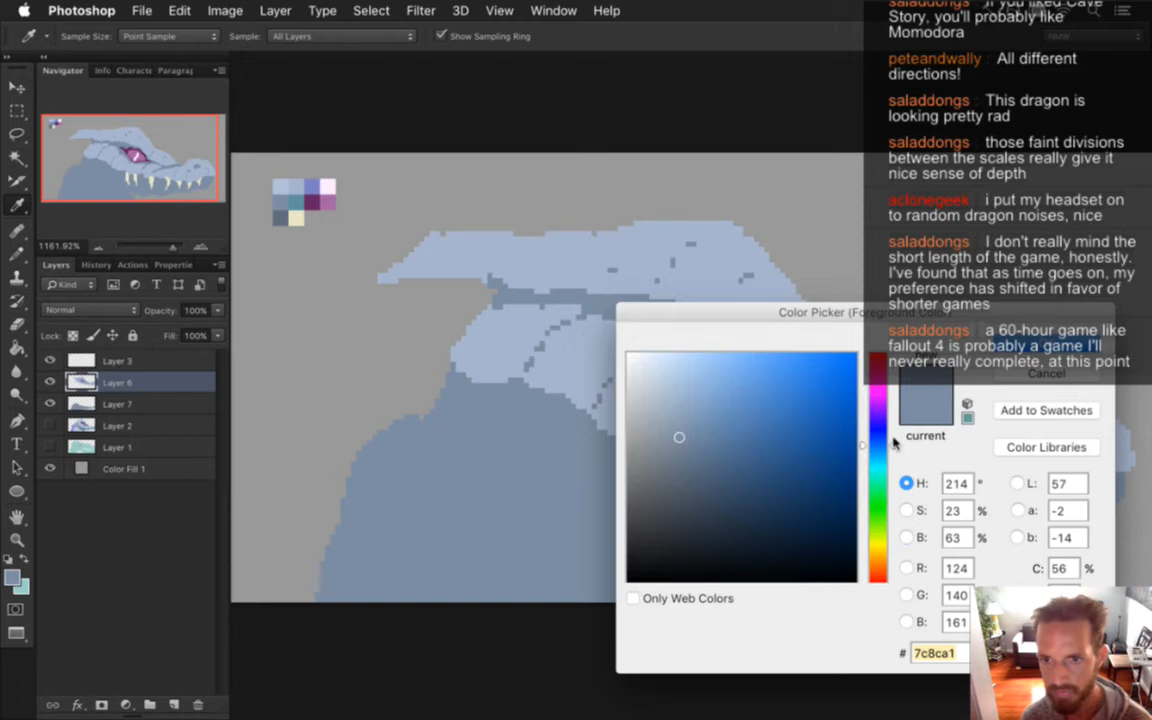 Photoshop File Edit Image Layer Type Select Filter 3D View Window Help
Sample Size: Point Sample Sample: All Layers Show Sampling Ring
Navigator Info Characte Paragraj
1161.92%
Layers History Actions Propertie
Kind
Normal Opacity: 100%
Lock: Fill: 100%
Layer 3
Layer 6
Layer 7
Layer 2
Layer 1
Color Fill 1
fx
Story, you'll probably like
Momodora
peteandwally : All different
directions!
saladdongs : This dragon is
looking pretty rad
saladdongs : those faint divisions
between the scales really give it
nice sense of depth
aclonegeek : i put my headset on
to random dragon noises, nice
saladdongs : I don't really mind the
short length of the game, honestly.
I've found that as time goes on, my
preference has shifted in favor of
shorter games
saladdongs : a 60-hour game like
fallout 4 is probably a game I'll
never really complete, at this point
Color Picker (Foreground Color)
Cancel
Add to Swatches
current
Color Libraries
H: 214 ° L: 57
S: 23 % a: -2
B: 63 % b: -14
R: 124 C: 56 %
G: 140
B: 161
Only Web Colors
# 7c8ca1